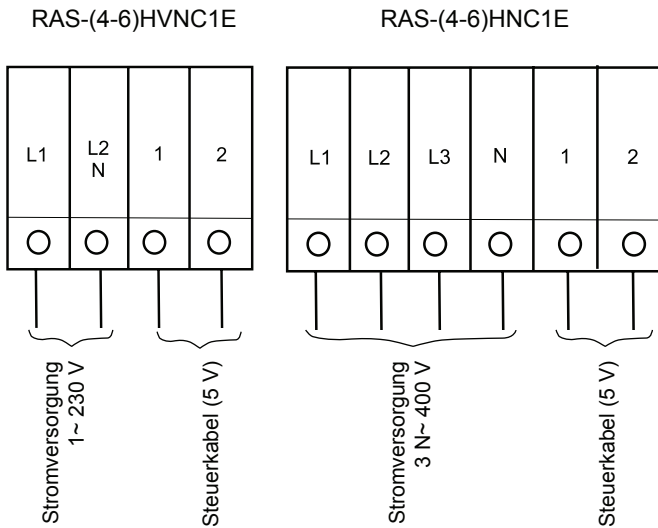 RAS-(4-6)HVNC1E
RAS-(4-6)HNC1E
L1
L2
N
1
2
L1
L2
L3
N
1
2
Stromversorgung
1~ 230 V
Steuerkabel (5 V)
Stromversorgung
3 N~ 400 V
Steuerkabel (5 V)